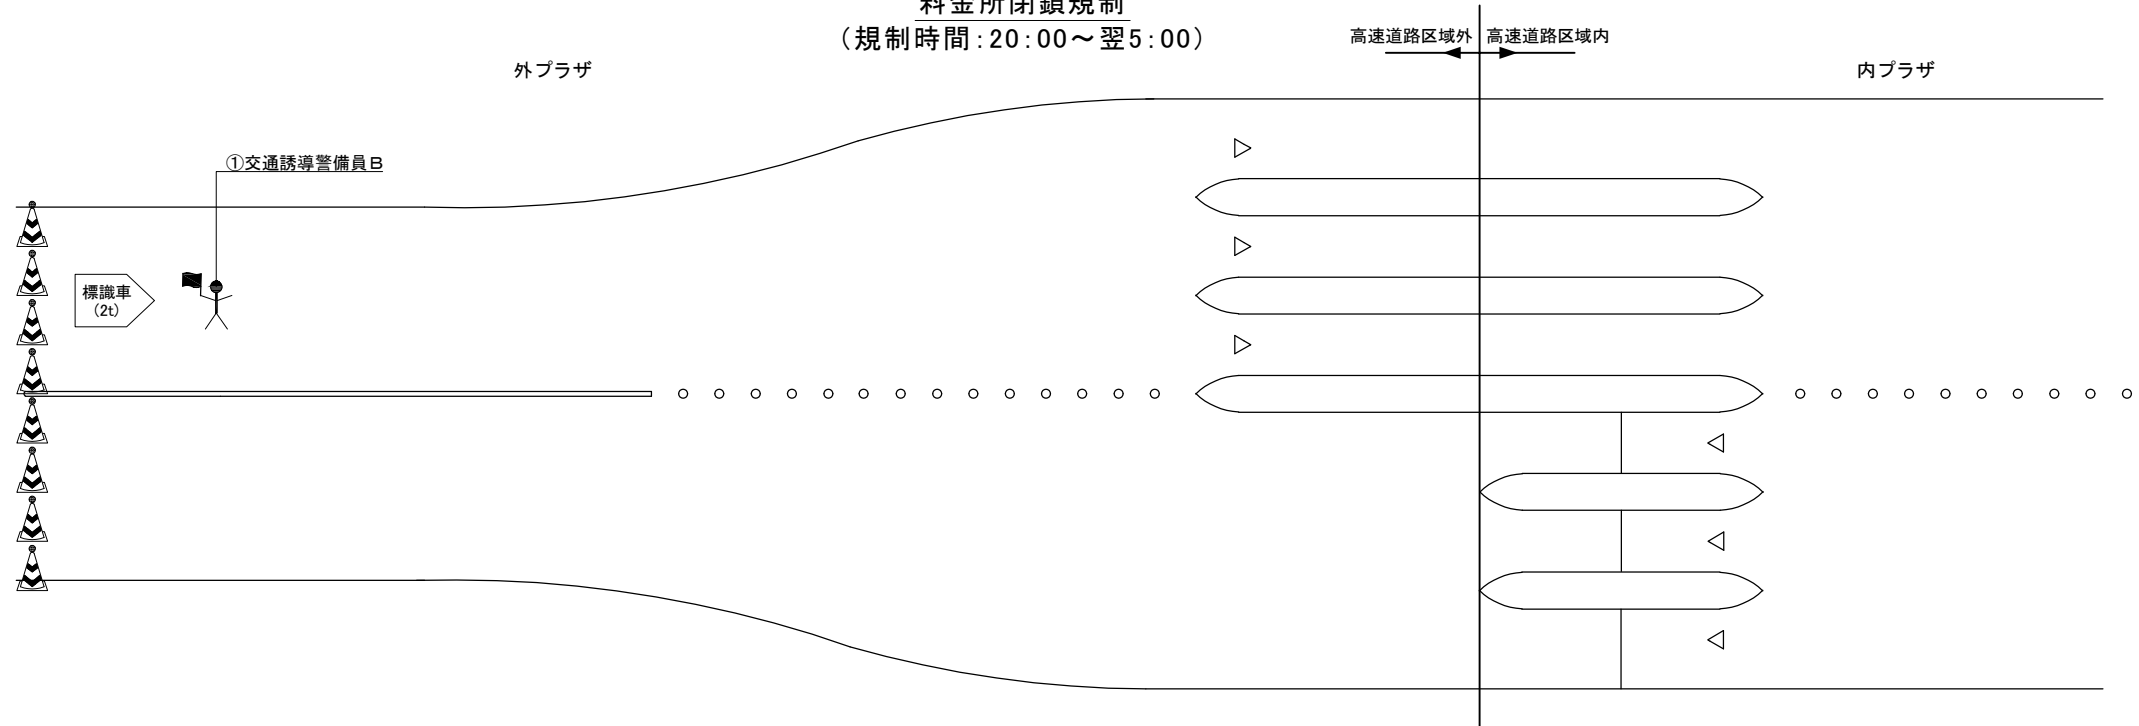 料金所閉鎖規制
（規制時間：20：00～翌5：00）
高速道路区域外 高速道路区域内
外プラザ
内プラザ
①交通誘導警備員Ｂ
標識車
(2t)